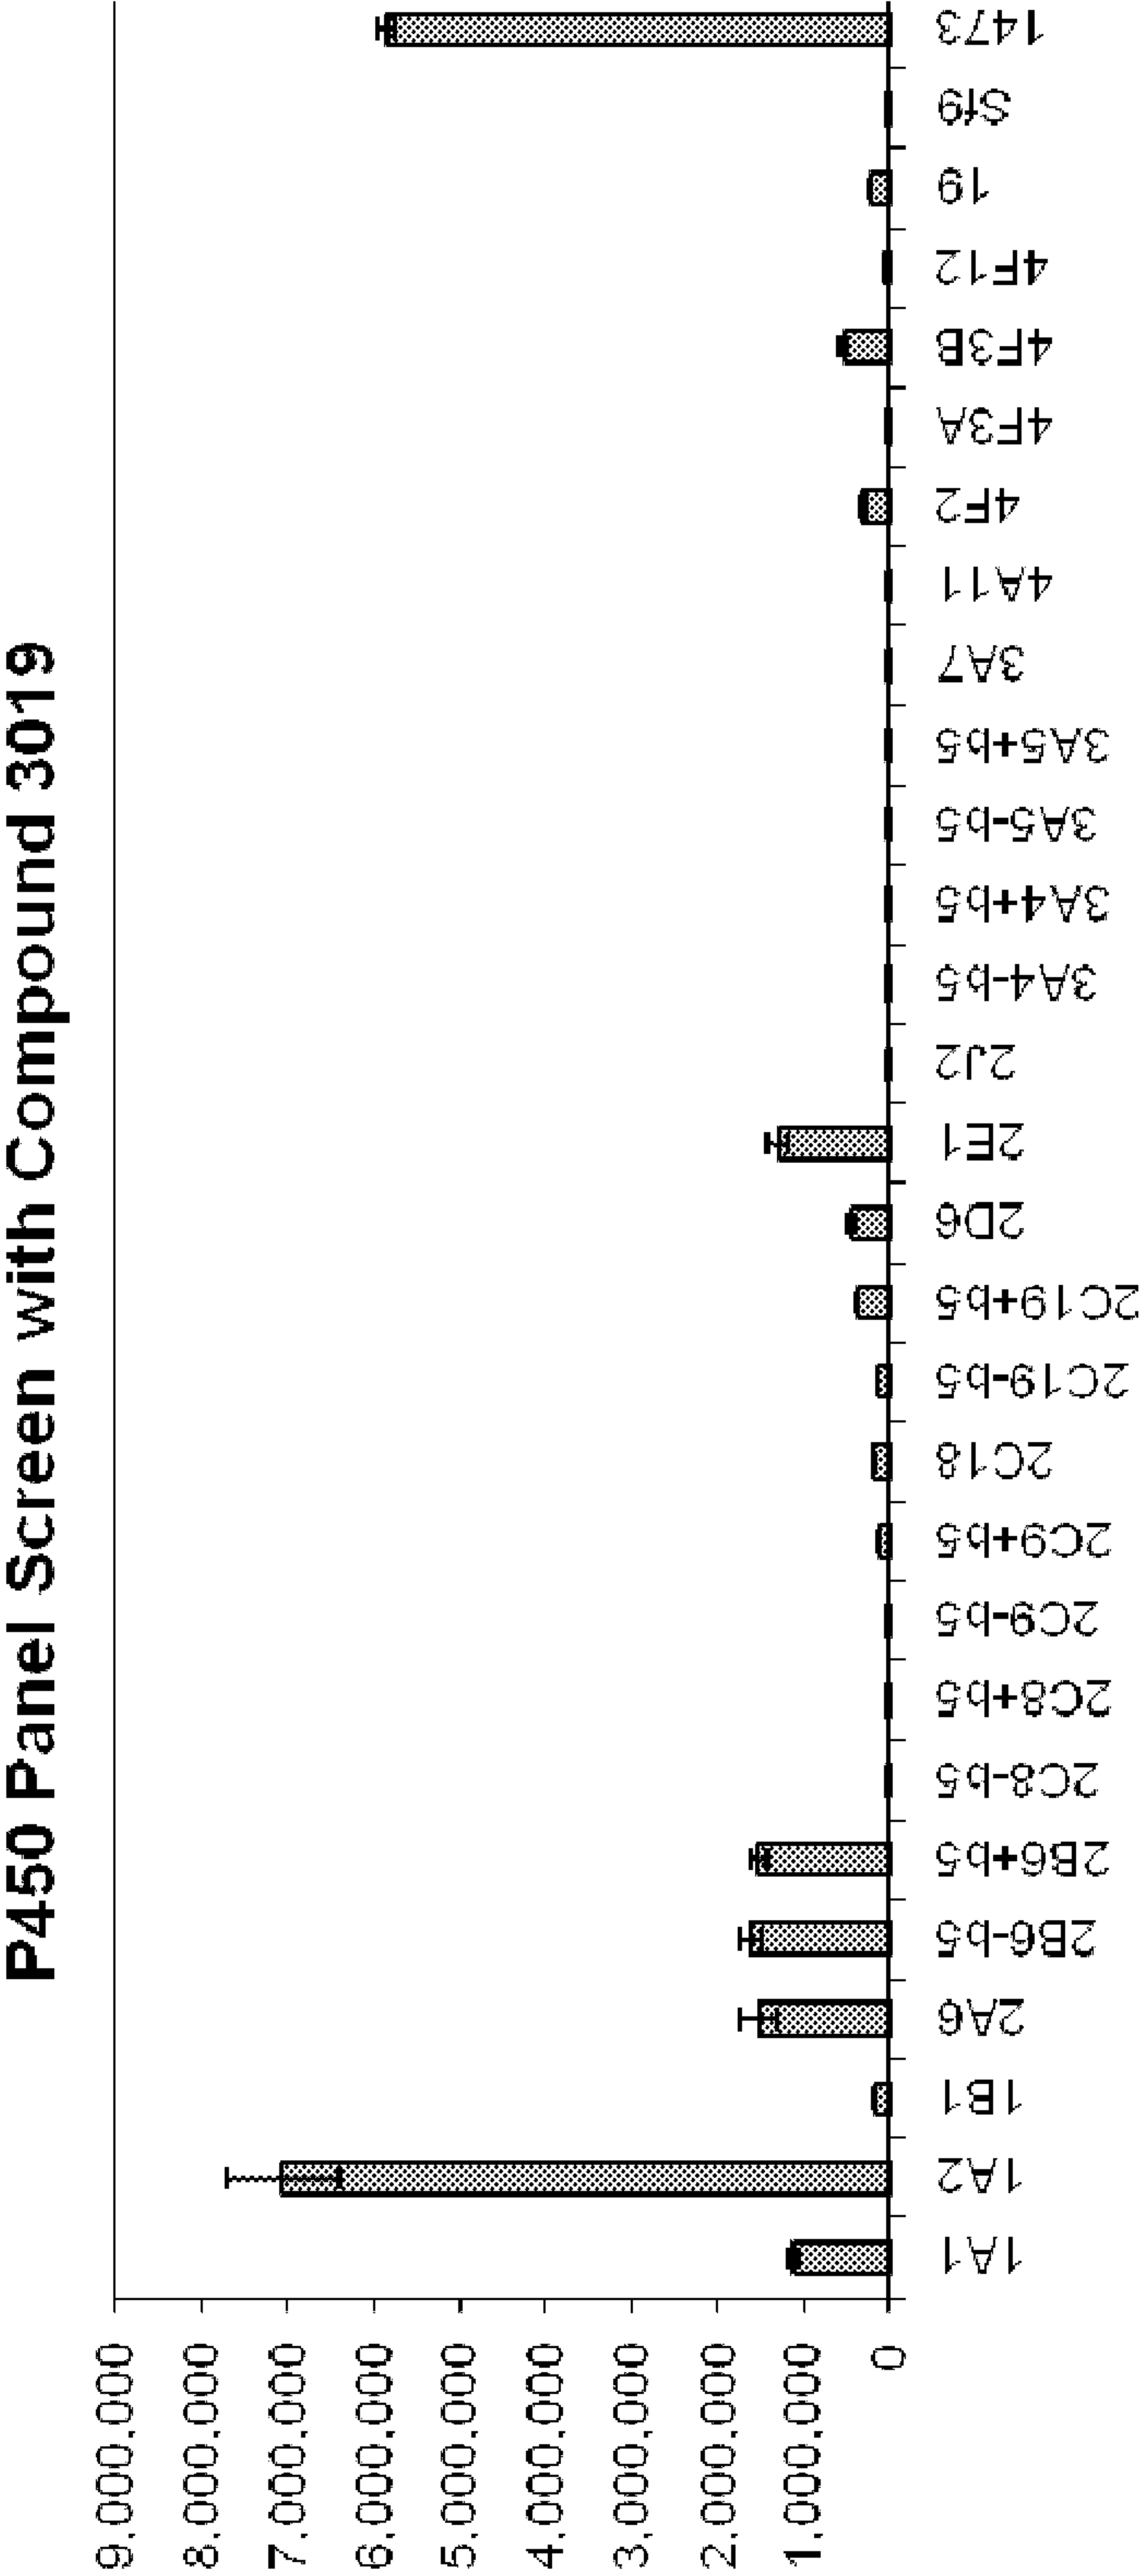 P450 Panel Screen with Compound 3019
9,000,000
8,000,000
7,000,000
6,000,000
5,000,000
4,000,000
3,000,000
2,000,000
1,000,000
0
1A1
1A2
1B1
2A6
2B6-b5
2B6+b5
2C8-b5
2C8+b5
2C9-b5
2C9+b5
2C18
2C19-b5
2C19+b5
2D6
2E1
2J2
3A4-b5
3A4+b5
3A5-b5
3A5+b5
3A7
4A11
4F2
4F3A
4F3B
4F12
19
Sf9
1473